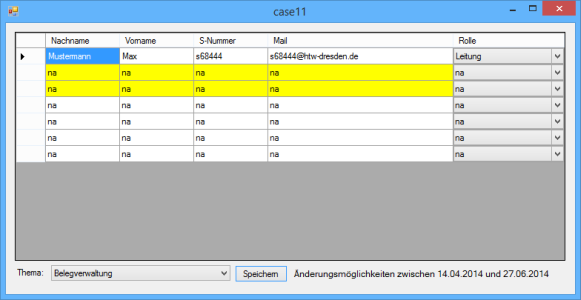 case11
Nachname Vorname S-Nummer Mail Rolle
Mustermann Max s68444 s68444@htw-dresden.de Leitung
na na na na na
na na na na na
na na na na na
na na na na na
na na na na na
na na na na na
Thema: Belegverwaltung Speichern Änderungsmöglichkeiten zwischen 14.04.2014 und 27.06.2014